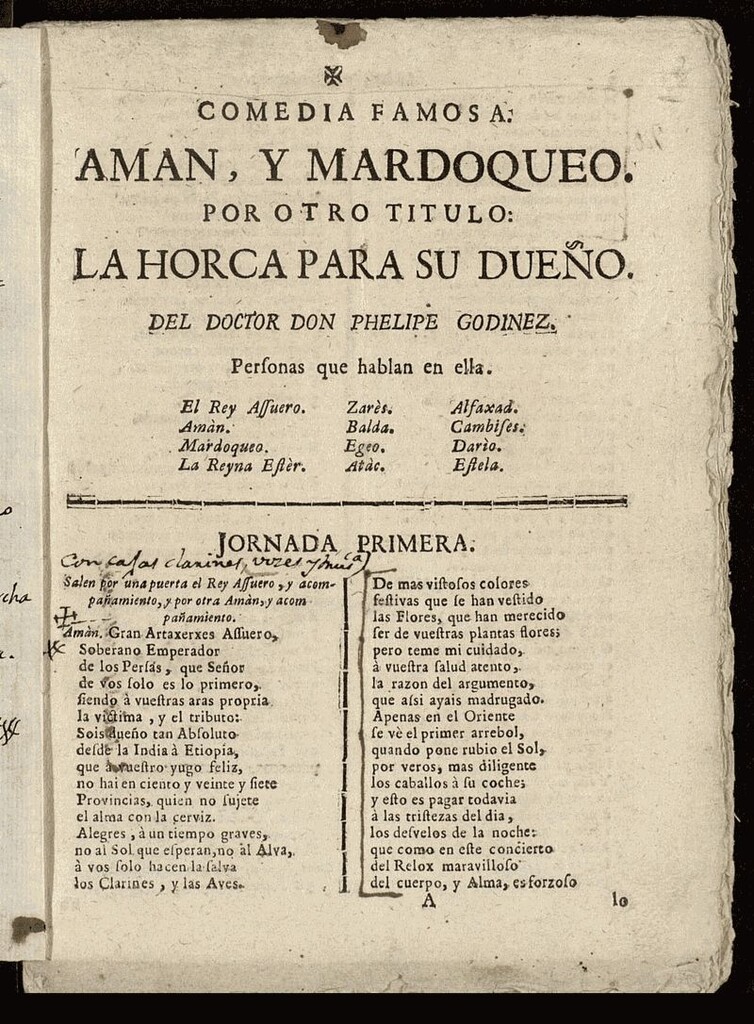 COMEDIA FAMOSA:
AMAN, Y MARDOQUEO.
POR OTRO TITULO:
LA HORCA PARA SU DUEÑO.
DEL DOCTOR DON PHELIPE GODINEZ.
Perſonas que hablan en ella.
El Rey Aſſuero. Zarès. Alfaxad.
Amàn. Balda. Cambiſes.
Mardoqueo. Egeo. Darìo.
La Reyna Eſtèr. Atàc. Eſtela.
JORNADA PRIMERA.
Con caſas clarines, vozes y
Salen por una puerta el Rey Aſſuero, y acom-
pañamiento, y por otra Amàn, y acom
pañamiento.
Amàn. Gran Artaxerxes Aſſuero,
Soberano Emperador
de los Perſas, que Señor
de vos ſolo es lo primero,
ſiendo à vueſtras aras propria
la victima, y el tributo:
Sois dueño tan Abſoluto
deſde la India à Etiopia,
que à vueſtro yugo feliz,
no hai en ciento y veinte y ſiete
Provincias, quien no ſujete
el alma con la cerviz.
Alegres, à un tiempo graves,
no al Sol que eſperan, no al Alva,
à vos ſolo hacen la ſalva
los Clarines, y las Aves.
De mas viſtoſos colores
feſtivas que ſe han veſtido
las Flores, que han merecido
ſer de vueſtras plantas flores;
pero teme mi cuidado,
à vueſtra ſalud atento,
la razon del argumento,
que aſsi ayais madrugado.
Apenas en el Oriente
ſe vè el primer arrebol,
quando pone rubio el Sol,
por veros, mas diligente
los caballos à ſu coche;
y eſto es pagar todavia
à las triſtezas del dia,
los deſvelos de la noche:
que como en eſte concierto
del Relox maravilloſo
del cuerpo, y Alma, es forzoſo
A lo
cha